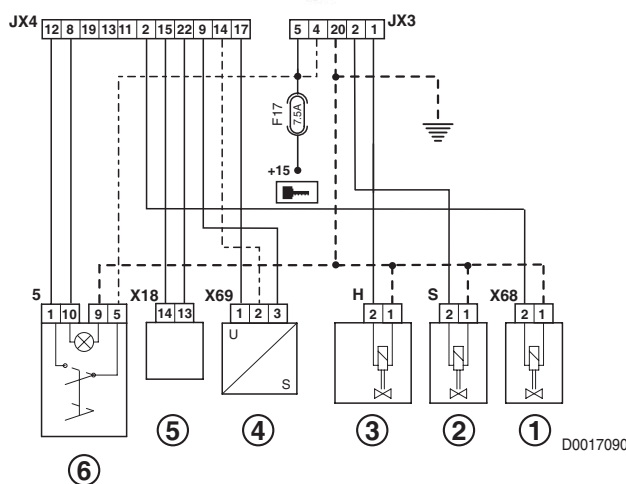 JX4 12 8 19 13 11 2 15 22 9 14 17
5 4 20 2 1 JX3
F17 7.5A
+15
5 X18 X69 H S X68
1 10 9 5 14 13 1 2 3 2 1 2 1 2 1
U
S
6 5 4 3 2 1
D0017090